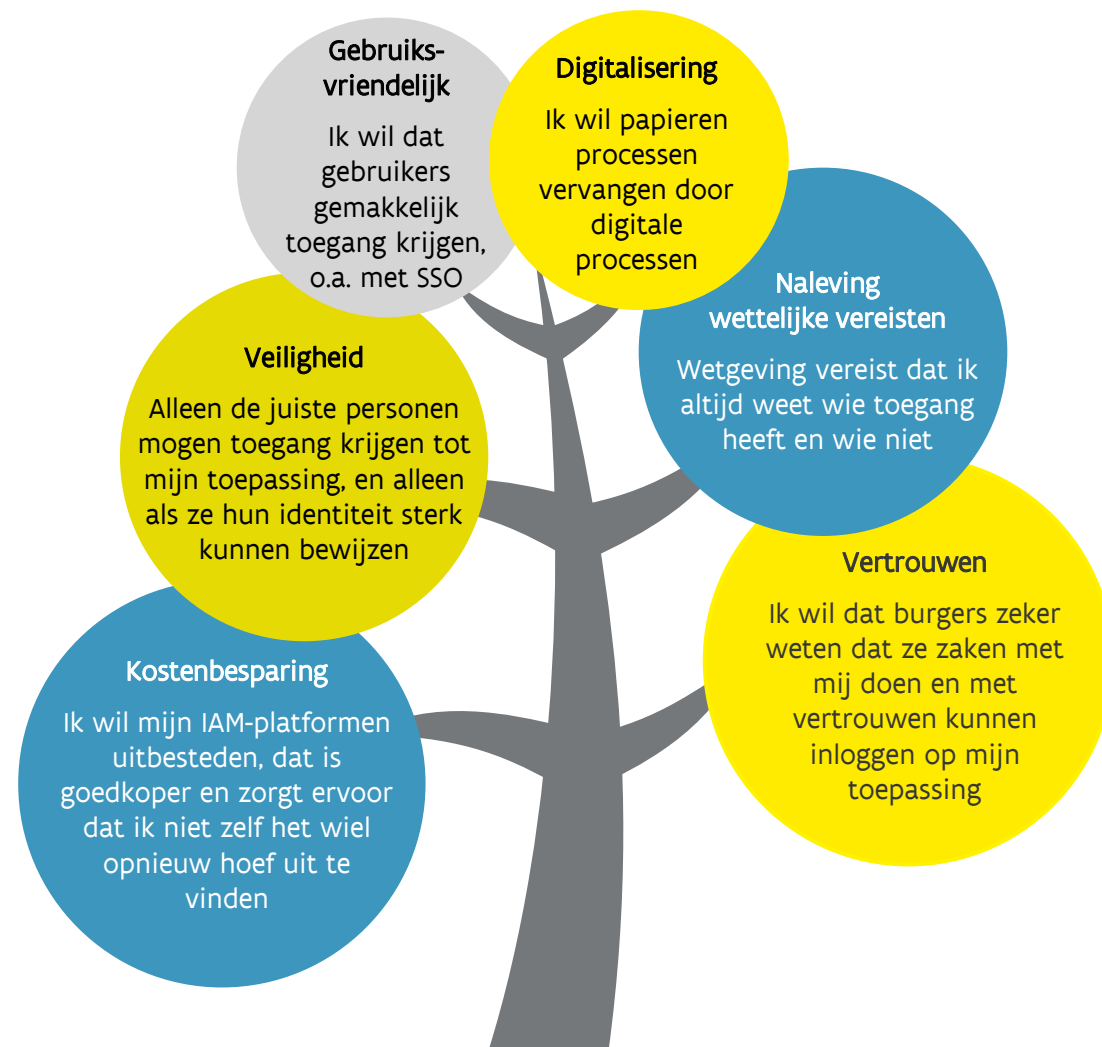 Gebruiks-
vriendelijk
Ik wil dat
gebruikers
gemakkelijk
toegang krijgen,
o.a. met SSO
Digitalisering
Ik wil papieren
processen
vervangen door
digitale
processen
Naleving
wettelijke vereisten
Wetgeving vereist dat ik
altijd weet wie toegang
heeft en wie niet
Veiligheid
Alleen de juiste personen
mogen toegang krijgen tot
mijn toepassing, en alleen
als ze hun identiteit sterk
kunnen bewijzen
Vertrouwen
Ik wil dat burgers zeker
weten dat ze zaken met
mij doen en met
vertrouwen kunnen
inloggen op mijn
toepassing
Kostenbesparing
Ik wil mijn IAM-platformen
uitbesteden, dat is
goedkoper en zorgt ervoor
dat ik niet zelf het wiel
opnieuw hoef uit te
vinden